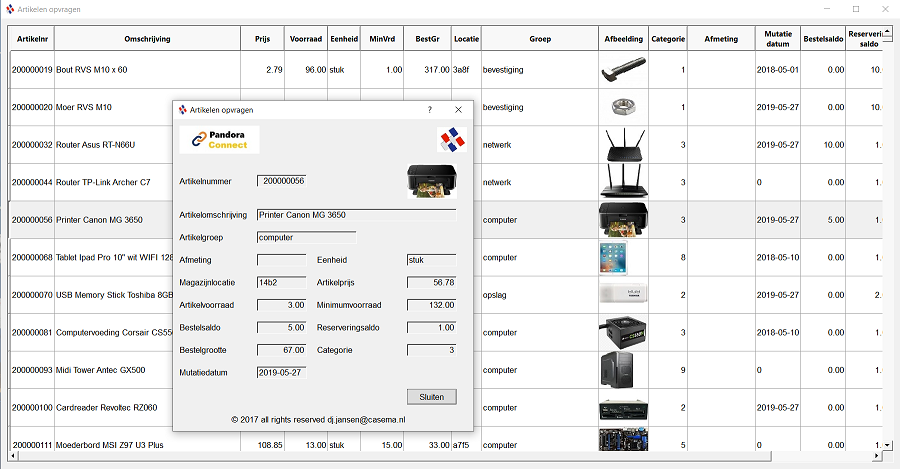 Artikelen opvragen
Artikelnr Omschrijving Prijs Voorraad Eenheid MinVrd BestGr Locatie Groep Afbeelding Categorie Afmeting Mutatie datum Bestelsaldo Reserverin saldo
200000019 Bout RVS M10 x 60 2.79 96.00 stuk 1.00 317.00 3a8f bevestiging 1 2018-05-01 0.00 10.
200000020 Moer RVS M10 bevestiging 1 2019-05-27 0.00 10.
200000032 Router Asus RT-N66U netwerk 3 2019-05-27 10.00 1.
200000044 Router TP-Link Archer C7 netwerk 3 0 0.00 1.
200000056 Printer Canon MG 3650 computer 3 2019-05-27 5.00 1.
200000068 Tablet Ipad Pro 10" wit WIFI 128 computer 8 2018-05-10 0.00 1.
200000070 USB Memory Stick Toshiba 8GB opslag 2 2019-05-27 0.00 2.
200000081 Computervoeding Corsair CS55 computer 3 2018-05-10 0.00 1.
200000093 Midi Tower Antec GX500 computer 9 0 0.00 1.
200000100 Cardreader Revoltec RZ060 computer 2 2019-05-27 0.00 1.
200000111 Moederbord MSI Z97 U3 Plus 108.85 13.00 stuk 15.00 33.00 a7f5 computer 5 0 0.00 1.
Artikelen opvragen ?
Pandora
Connect
Artikelnummer 200000056
Artikelomschrijving Printer Canon MG 3650
Artikelgroep computer
Afmeting Eenheid stuk
Magazijnlocatie 14b2 Artikelprijs 56.78
Artikelvoorraad 3.00 Minimumvoorraad 132.00
Bestelsaldo 5.00 Reserveringsaldo 1.00
Bestelgrootte 67.00 Categorie 3
Mutatiedatum 2019-05-27
Sluiten
© 2017 all rights reserved dj.jansen@casema.nl